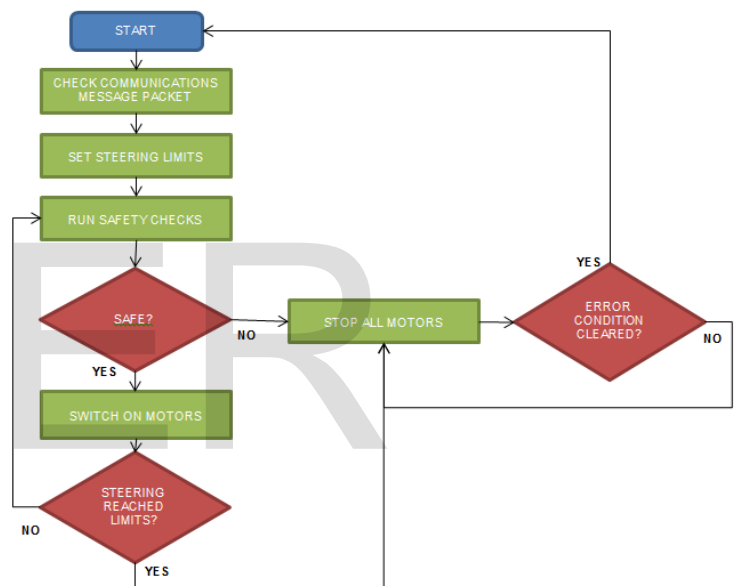 START
CHECK COMMUNICATIONS
MESSAGE PACKET
SET STEERING LIMITS
RUN SAFETY CHECKS
SAFE?
NO
YES
STOP ALL MOTORS
YES
ERROR
CONDITION
CLEARED?
NO
SWITCH ON MOTORS
STEERING
REACHED
LIMITS?
NO
YES
ER